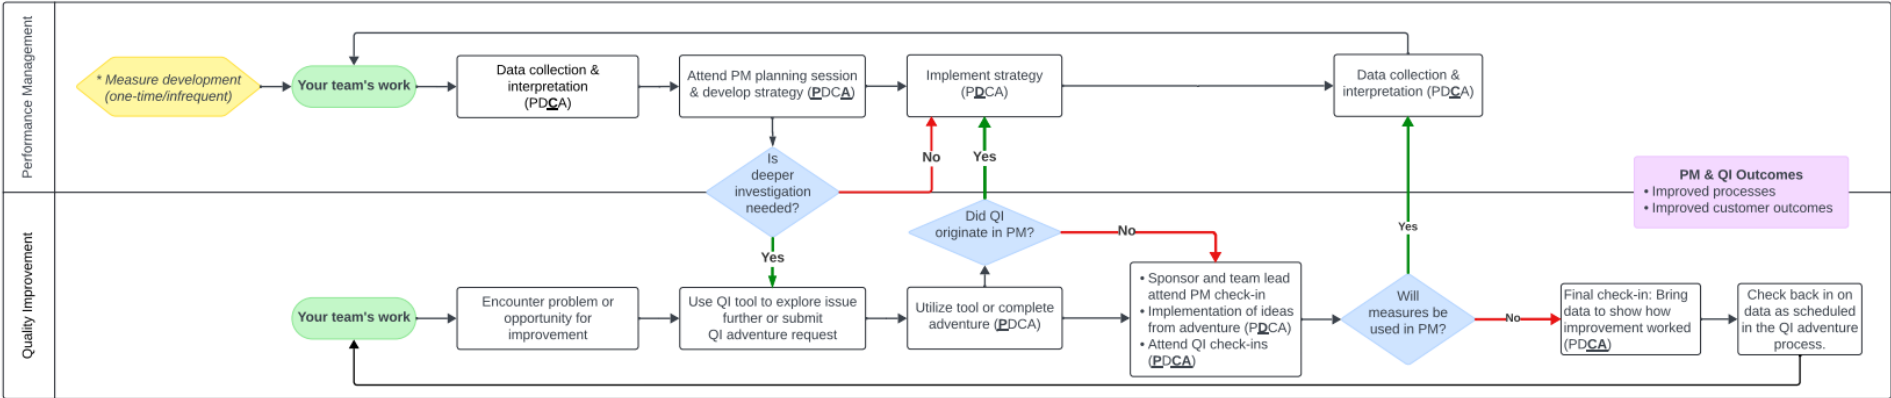 Performance Management
* Measure development
(one-time/infrequent)
Your team's work
Data collection &
interpretation
(PDCA)
Attend PM planning session
& develop strategy (PDCA)
Implement strategy
(PDCA)
Data collection &
interpretation (PDCA)
Is
deeper
investigation
needed?
No
Yes
Yes
Did QI
originate in PM?
No
Yes
PM & QI Outcomes
• Improved processes
• Improved customer outcomes
Quality Improvement
Your team's work
Encounter problem or
opportunity for
improvement
Use QI tool to explore issue
further or submit
QI adventure request
Utilize tool or complete
adventure (PDCA)
• Sponsor and team lead
attend PM check-in
• Implementation of ideas
from adventure (PDCA)
• Attend QI check-ins
(PDCA)
Will
measures be
used in PM?
No
Final check-in: Bring
data to show how
improvement worked
(PDCA)
Check back in on
data as scheduled
in the QI adventure
process.